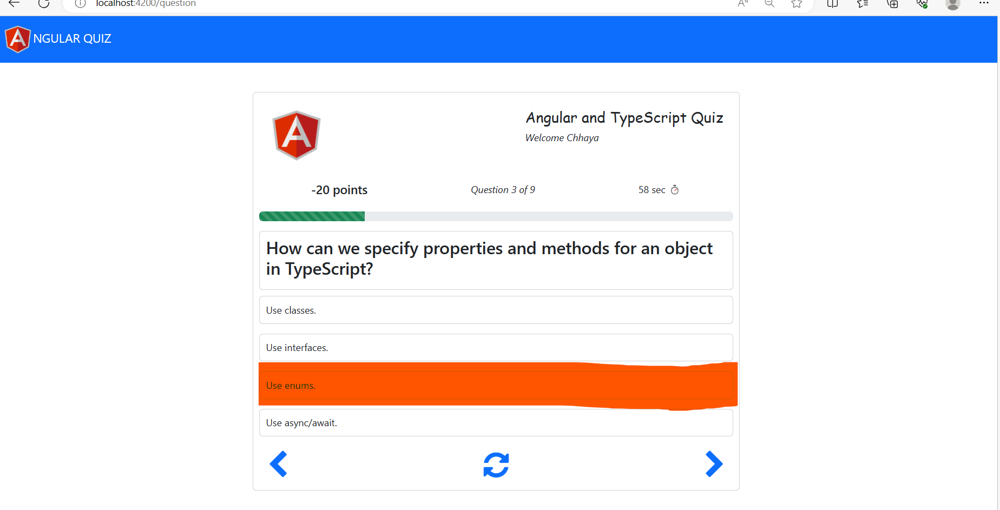 localhost:4200/question
NGULAR QUIZ
Angular and TypeScript Quiz
Welcome Chhaya
-20 points
Question 3 of 9
58 sec
How can we specify properties and methods for an object
in TypeScript?
Use classes.
Use interfaces.
Use enums.
Use async/await.